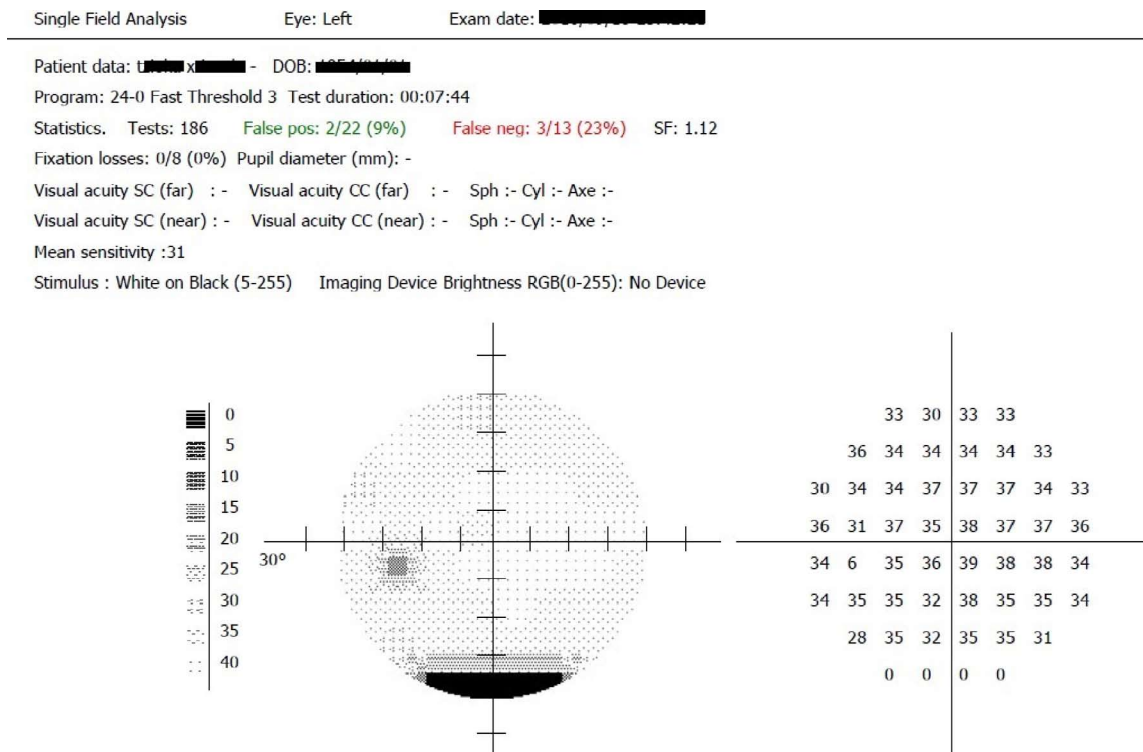 Single Field Analysis Eye: Left Exam date:
Patient data: - DOB:
Program: 24-0 Fast Threshold 3 Test duration: 00:07:44
Statistics. Tests: 186 False pos: 2/22 (9%) False neg: 3/13 (23%) SF: 1.12
Fixation losses: 0/8 (0%) Pupil diameter (mm): -
Visual acuity SC (far) : - Visual acuity CC (far) : - Sph :- Cyl :- Axe :-
Visual acuity SC (near) : - Visual acuity CC (near) : - Sph :- Cyl :- Axe :-
Mean sensitivity :31
Stimulus : White on Black (5-255) Imaging Device Brightness RGB(0-255): No Device
0
5
10
15
20
25
30
35
40
30º
33 30 33 33
36 34 34 34 34 33
30 34 34 37 37 37 34 33
36 31 37 35 38 37 37 36
34 6 35 36 39 38 38 34
34 35 35 32 38 35 35 34
28 35 32 35 35 31
0 0 0 0